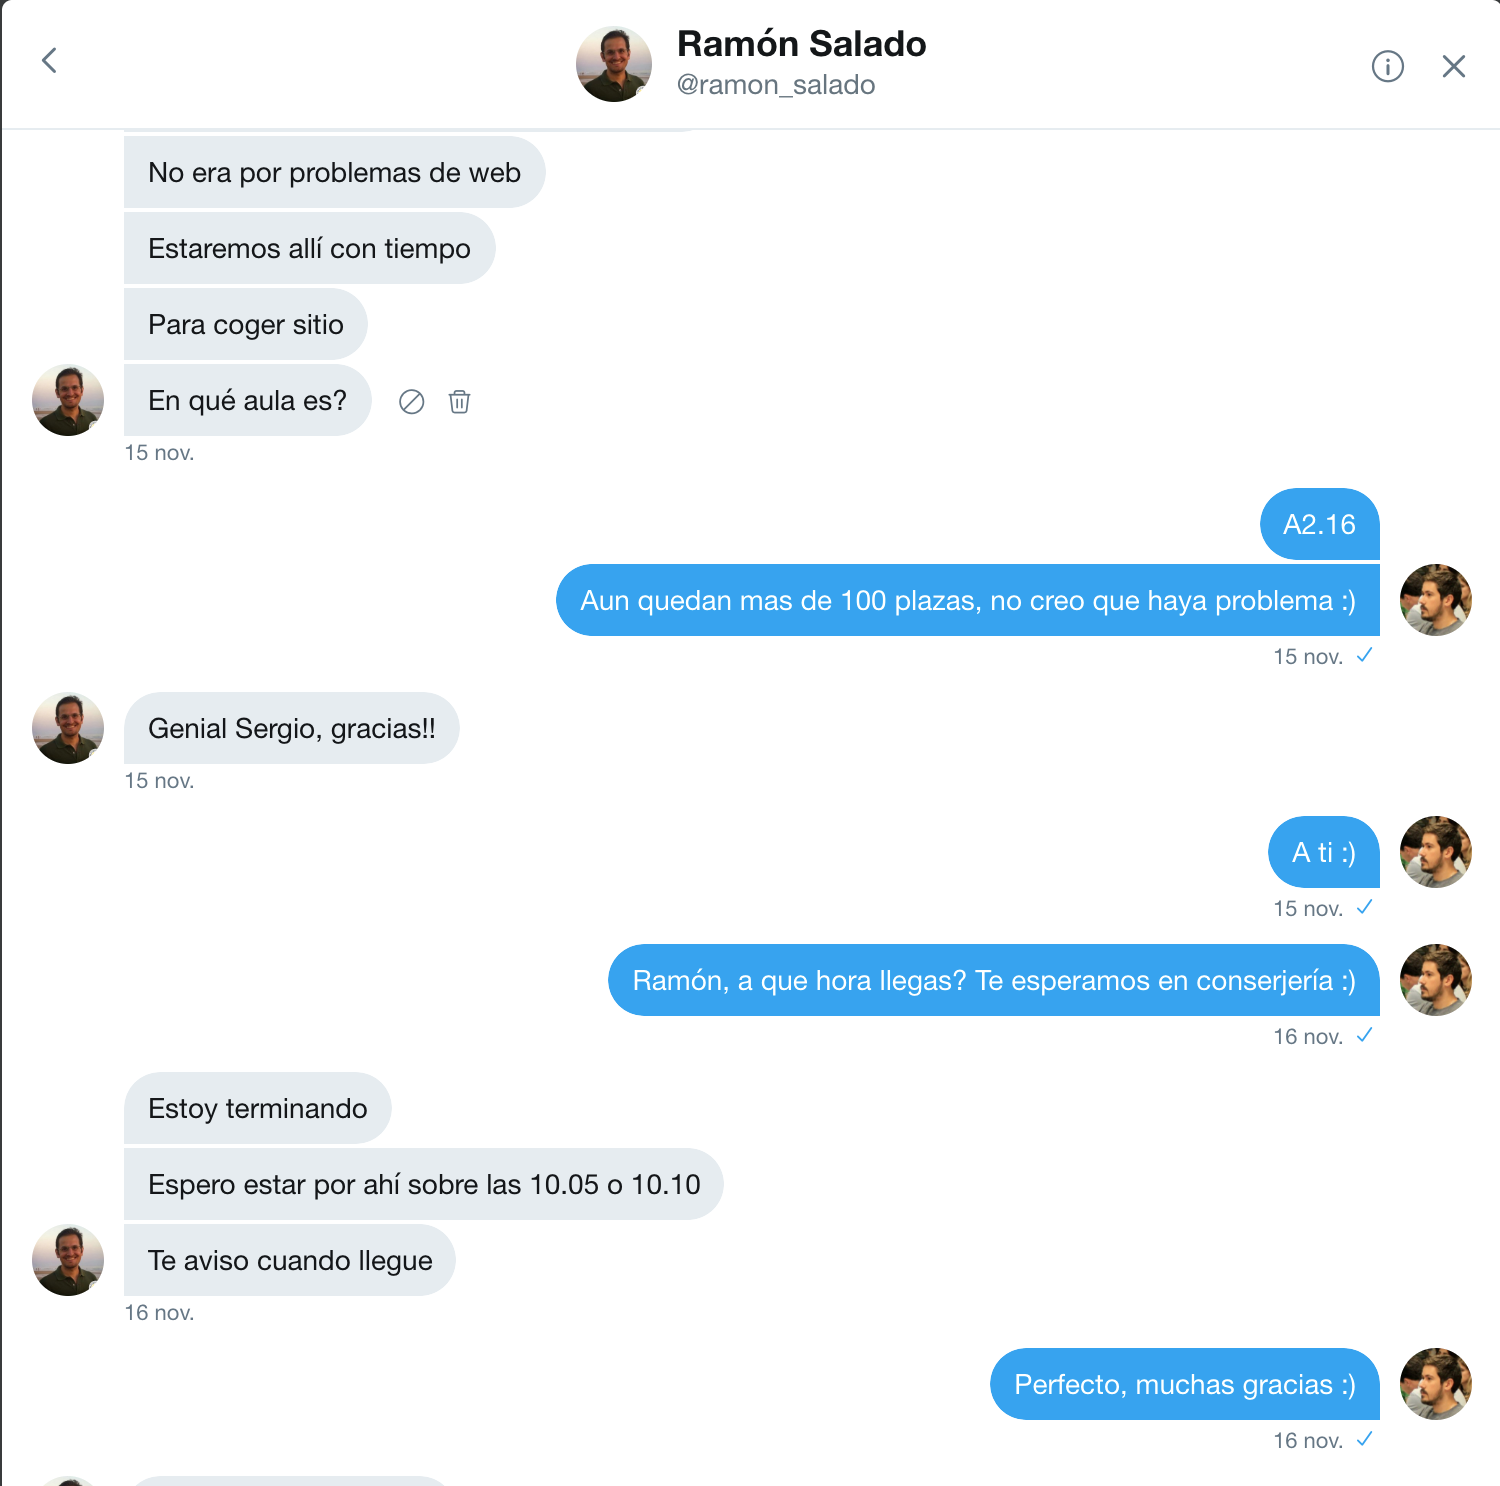 Ramón Salado
@ramon_salado
No era por problemas de web
Estaremos allí con tiempo
Para coger sitio
En qué aula es?
15 nov.
A2.16
Aun quedan mas de 100 plazas, no creo que haya problema :)
15 nov.
Genial Sergio, gracias!!
15 nov.
A ti :)
15 nov.
Ramón, a que hora llegas? Te esperamos en conserjería :)
16 nov.
Estoy terminando
Espero estar por ahí sobre las 10.05 o 10.10
Te aviso cuando llegue
16 nov.
Perfecto, muchas gracias :)
16 nov.